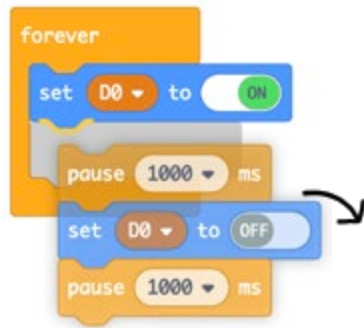 forever
set D0 to ON
pause 1000 ms
set D0 to OFF
pause 1000 ms